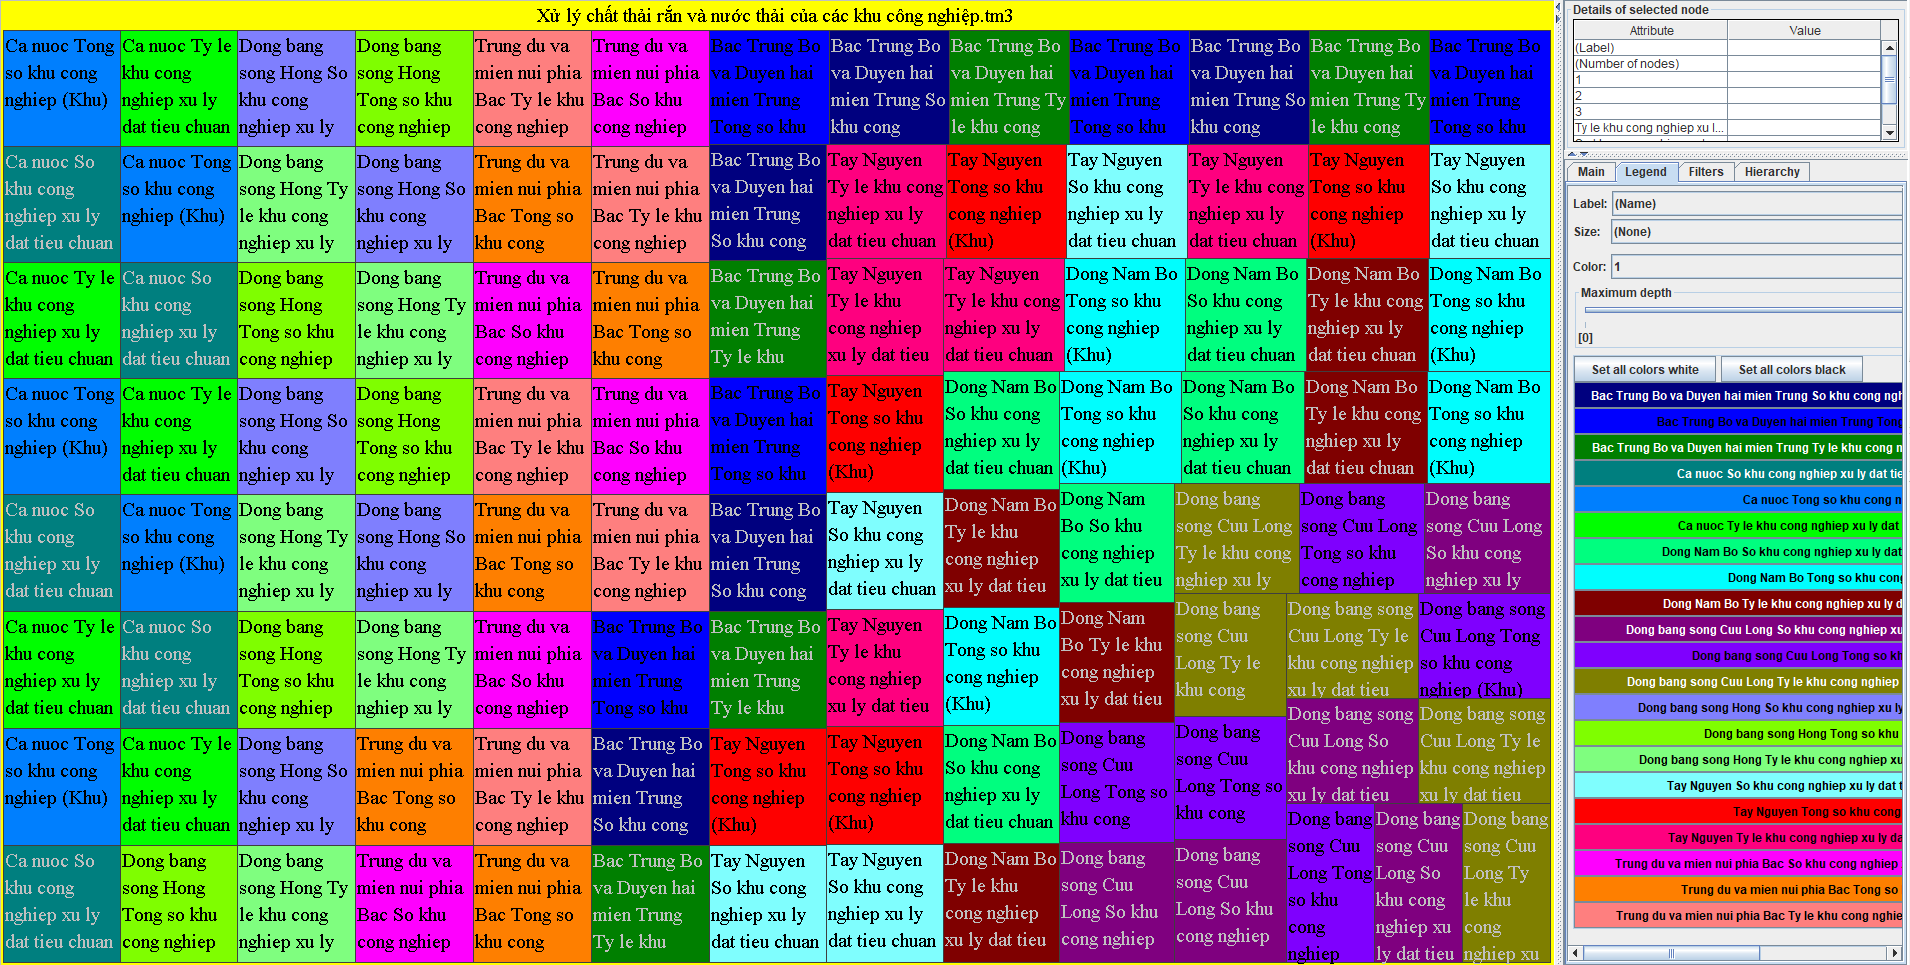 Xử lý chất thải rắn và nước thải của các khu công nghiệp.tm3
Ca nuoc Tong
so khu cong
nghiep (Khu)
Ca nuoc Ty le
khu cong
nghiep xu ly
dat tieu chuan
Dong bang
song Hong So
khu cong
nghiep xu ly
Dong bang
song Hong
Tong so khu
cong nghiep
Trung du va
mien nui phia
Bac Ty le khu
cong nghiep
Trung du va
mien nui phia
Bac So khu
cong nghiep
Bac Trung Bo
va Duyen hai
mien Trung
Tong so khu
Bac Trung Bo
va Duyen hai
mien Trung So
khu cong
Bac Trung Bo
va Duyen hai
mien Trung Ty
le khu cong
Bac Trung Bo
va Duyen hai
mien Trung
Tong so khu
Bac Trung Bo
va Duyen hai
mien Trung So
khu cong
Bac Trung Bo
va Duyen hai
mien Trung Ty
le khu cong
Bac Trung Bo
va Duyen hai
mien Trung
Tong so khu
Ca nuoc So
khu cong
nghiep xu ly
dat tieu chuan
Ca nuoc Tong
so khu cong
nghiep (Khu)
Dong bang
song Hong Ty
le khu cong
nghiep xu ly
Dong bang
song Hong So
khu cong
nghiep xu ly
Trung du va
mien nui phia
Bac Tong so
khu cong
Trung du va
mien nui phia
Bac Ty le khu
cong nghiep
Bac Trung Bo
va Duyen hai
mien Trung
So khu cong
Tay Nguyen
Ty le khu cong
nghiep xu ly
dat tieu chuan
Tay Nguyen
Tong so khu
cong nghiep
(Khu)
Tay Nguyen
So khu cong
nghiep xu ly
dat tieu chuan
Tay Nguyen
Ty le khu cong
nghiep xu ly
dat tieu chuan
Tay Nguyen
Tong so khu
cong nghiep
(Khu)
Tay Nguyen
So khu cong
nghiep xu ly
dat tieu chuan
Ca nuoc Ty le
khu cong
nghiep xu ly
dat tieu chuan
Ca nuoc So
khu cong
nghiep xu ly
dat tieu chuan
Dong bang
song Hong
Tong so khu
cong nghiep
Dong bang
song Hong Ty
le khu cong
nghiep xu ly
Trung du va
mien nui phia
Bac So khu
cong nghiep
Trung du va
mien nui phia
Bac Tong so
khu cong
Bac Trung Bo
va Duyen hai
mien Trung
Ty le khu
Tay Nguyen
Ty le khu
cong nghiep
xu ly dat tieu
Tay Nguyen
Ty le khu cong
nghiep xu ly
dat tieu chuan
Dong Nam Bo
Tong so khu
cong nghiep
(Khu)
Dong Nam Bo
So khu cong
nghiep xu ly
dat tieu chuan
Dong Nam Bo
Ty le khu cong
nghiep xu ly
dat tieu chuan
Dong Nam Bo
Tong so khu
cong nghiep
(Khu)
Ca nuoc Tong
so khu cong
nghiep (Khu)
Ca nuoc Ty le
khu cong
nghiep xu ly
dat tieu chuan
Dong bang
song Hong So
khu cong
nghiep xu ly
Dong bang
song Hong
Tong so khu
cong nghiep
Trung du va
mien nui phia
Bac Ty le khu
cong nghiep
Trung du va
mien nui phia
Bac So khu
cong nghiep
Bac Trung Bo
va Duyen hai
mien Trung
Tong so khu
Tay Nguyen
Tong so khu
cong nghiep
(Khu)
Dong Nam Bo
So khu cong
nghiep xu ly
dat tieu chuan
Dong Nam Bo
Tong so khu
cong nghiep
(Khu)
Dong Nam Bo
So khu cong
nghiep xu ly
dat tieu chuan
Dong Nam Bo
Ty le khu cong
nghiep xu ly
dat tieu chuan
Dong Nam Bo
Tong so khu
cong nghiep
(Khu)
Ca nuoc So
khu cong
nghiep xu ly
dat tieu chuan
Ca nuoc Tong
so khu cong
nghiep (Khu)
Dong bang
song Hong Ty
le khu cong
nghiep xu ly
Dong bang
song Hong So
khu cong
nghiep xu ly
Trung du va
mien nui phia
Bac Tong so
khu cong
Trung du va
mien nui phia
Bac Ty le khu
cong nghiep
Bac Trung Bo
va Duyen hai
mien Trung
So khu cong
Tay Nguyen
So khu cong
nghiep xu ly
dat tieu chuan
Dong Nam Bo
Ty le khu
cong nghiep
xu ly dat tieu
Dong Nam
Bo So khu
cong nghiep
xu ly dat tieu
Dong bang
song Cuu Long
Ty le khu cong
nghiep xu ly
Dong bang
song Cuu Long
Tong so khu
cong nghiep
Dong bang
song Cuu Long
So khu cong
nghiep xu ly
Ca nuoc Ty le
khu cong
nghiep xu ly
dat tieu chuan
Ca nuoc So
khu cong
nghiep xu ly
dat tieu chuan
Dong bang
song Hong
Tong so khu
cong nghiep
Dong bang
song Hong Ty
le khu cong
nghiep xu ly
Trung du va
mien nui phia
Bac So khu
cong nghiep
Bac Trung Bo
va Duyen hai
mien Trung
Tong so khu
Bac Trung Bo
va Duyen hai
mien Trung
Ty le khu
Tay Nguyen
Ty le khu
cong nghiep
xu ly dat tieu
Dong Nam Bo
Tong so khu
cong nghiep
(Khu)
Dong Nam
Bo Ty le khu
cong nghiep
xu ly dat tieu
Dong bang
song Cuu
Long Ty le
khu cong
Dong bang song
Cuu Long Ty le
khu cong nghiep
xu ly dat tieu
Dong bang song
Cuu Long Tong
so khu cong
nghiep (Khu)
Ca nuoc Tong
so khu cong
nghiep (Khu)
Ca nuoc Ty le
khu cong
nghiep xu ly
dat tieu chuan
Dong bang
song Hong So
khu cong
nghiep xu ly
Trung du va
mien nui phia
Bac Tong so
khu cong
Trung du va
mien nui phia
Bac Ty le khu
cong nghiep
Bac Trung Bo
va Duyen hai
mien Trung
So khu cong
Tay Nguyen
Tong so khu
cong nghiep
(Khu)
Tay Nguyen
Tong so khu
cong nghiep
(Khu)
Dong Nam Bo
So khu cong
nghiep xu ly
dat tieu chuan
Dong bang
song Cuu
Long Tong so
khu cong
Dong bang
song Cuu
Long Tong so
khu cong
Dong bang song
Cuu Long So
khu cong nghiep
xu ly dat tieu
Dong bang song
Cuu Long Ty le
khu cong nghiep
xu ly dat tieu
Ca nuoc So
khu cong
nghiep xu ly
dat tieu chuan
Dong bang
song Hong
Tong so khu
cong nghiep
Dong bang
song Hong Ty
le khu cong
nghiep xu ly
Trung du va
mien nui phia
Bac So khu
cong nghiep
Trung du va
mien nui phia
Bac Tong so
khu cong
Bac Trung Bo
va Duyen hai
mien Trung
Ty le khu
Tay Nguyen
So khu cong
nghiep xu ly
dat tieu chuan
Tay Nguyen
So khu cong
nghiep xu ly
dat tieu chuan
Dong Nam Bo
Ty le khu
cong nghiep
xu ly dat tieu
Dong bang
song Cuu
Long So khu
cong nghiep
Dong bang
song Cuu
Long So khu
cong nghiep
Dong bang
song Cuu
Long Tong
so khu
cong
nghiep
Dong bang
song Cuu
Long So
khu cong
nghiep xu
ly dat tieu
Dong bang
song Cuu
Long Ty
le khu
cong
nghiep xu
Details of selected node
Attribute Value
(Label)
(Number of nodes)
1
2
3
Ty le khu cong nghiep xu l...
Main Legend Filters Hierarchy
Label: (Name)
Size: (None)
Color: 1
Maximum depth
[0]
Set all colors white Set all colors black
Bac Trung Bo va Duyen hai mien Trung So khu cong ngh
Bac Trung Bo va Duyen hai mien Trung Tong
Bac Trung Bo va Duyen hai mien Trung Ty le khu cong n
Ca nuoc So khu cong nghiep xu ly dat tie
Ca nuoc Tong so khu cong n
Ca nuoc Ty le khu cong nghiep xu ly dat
Dong Nam Bo So khu cong nghiep xu ly dat
Dong Nam Bo Tong so khu cong
Dong Nam Bo Ty le khu cong nghiep xu ly d
Dong bang song Cuu Long So khu cong nghiep xu
Dong bang song Cuu Long Tong so kh
Dong bang song Cuu Long Ty le khu cong nghiep
Dong bang song Hong So khu cong nghiep xu ly
Dong bang song Hong Tong so khu
Dong bang song Hong Ty le khu cong nghiep xu
Tay Nguyen So khu cong nghiep xu ly dat t
Tay Nguyen Tong so khu cong
Tay Nguyen Ty le khu cong nghiep xu ly da
Trung du va mien nui phia Bac So khu cong nghiep
Trung du va mien nui phia Bac Tong so
Trung du va mien nui phia Bac Ty le khu cong nghie